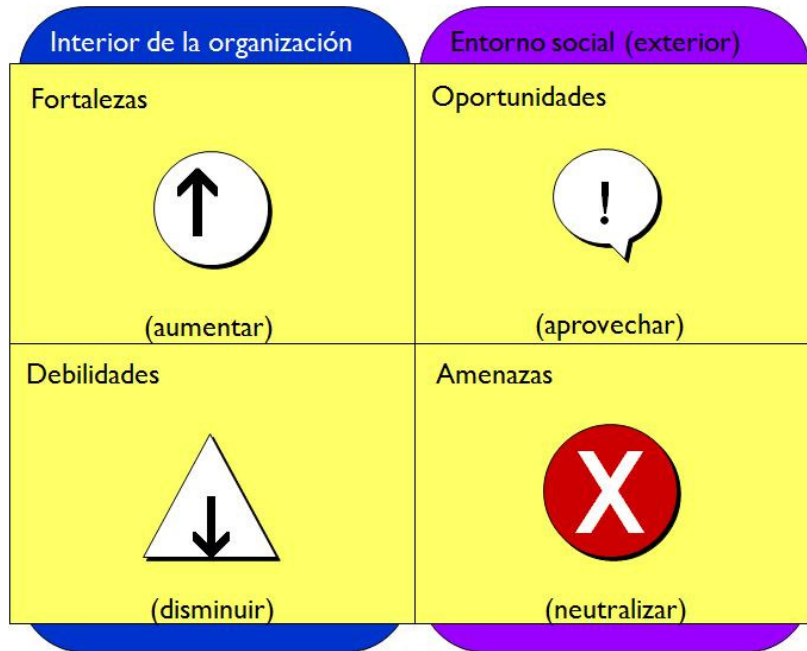 Interior de la organización
Entorno social (exterior)
Fortalezas
Oportunidades
!
(aumentar)
(aprovechar)
Debilidades
Amenazas
X
(disminuir)
(neutralizar)